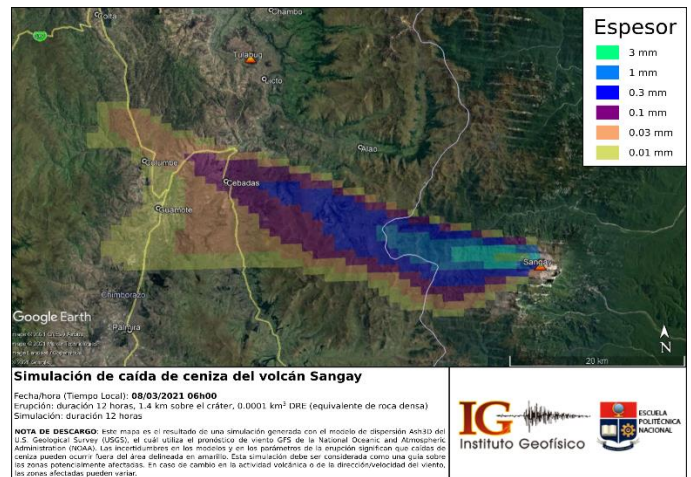 Colta
Chambo
Tulabug
Licto
Alao
Columbe
Cebadas
Guamote
Sangay
Chimborazo
Palmira
Google Earth
20 km
N
Espesor
3 mm
1 mm
0.3 mm
0.1 mm
0.03 mm
0.01 mm
Simulación de caída de ceniza del volcán Sangay
Fecha/hora (Tiempo Local): 08/03/2021 06h00
Erupción: duración 12 horas, 1.4 km sobre el cráter, 0.0001 km³ DRE (equivalente de roca densa)
Simulación: duración 12 horas
NOTA DE DESCARGO: Este mapa es el resultado de una simulación generada con el modelo de dispersión Ash3D del
U.S. Geological Survey (USGS), el cuál utiliza el pronóstico de viento GFS de la National Oceanic and Atmospheric
Administration (NOAA). Las incertidumbres en los modelos y en los parámetros de la erupción significan que caídas de
ceniza pueden ocurrir fuera del área delineada en amarillo. Esta simulación debe ser considerada como una guía sobre
las zonas potencialmente afectadas. En caso de cambio en la actividad volcánica o de la dirección/velocidad del viento,
las zonas afectadas pueden variar.
IG
Instituto Geofísico
ESCUELA
POLITÉCNICA
NACIONAL